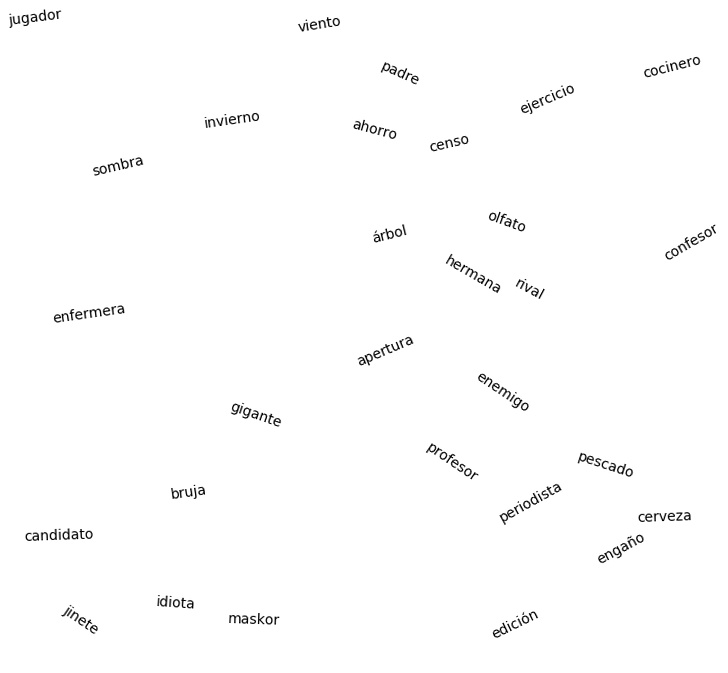 jugador
viento
padre
cocinero
ejercicio
invierno
ahorro
censo
sombra
olfato
árbol
confesor
hermana
rival
enfermera
apertura
enemigo
gigante
profesor
pescado
bruja
periodista
cerveza
candidato
engaño
idiota
jinete
maskor
edición